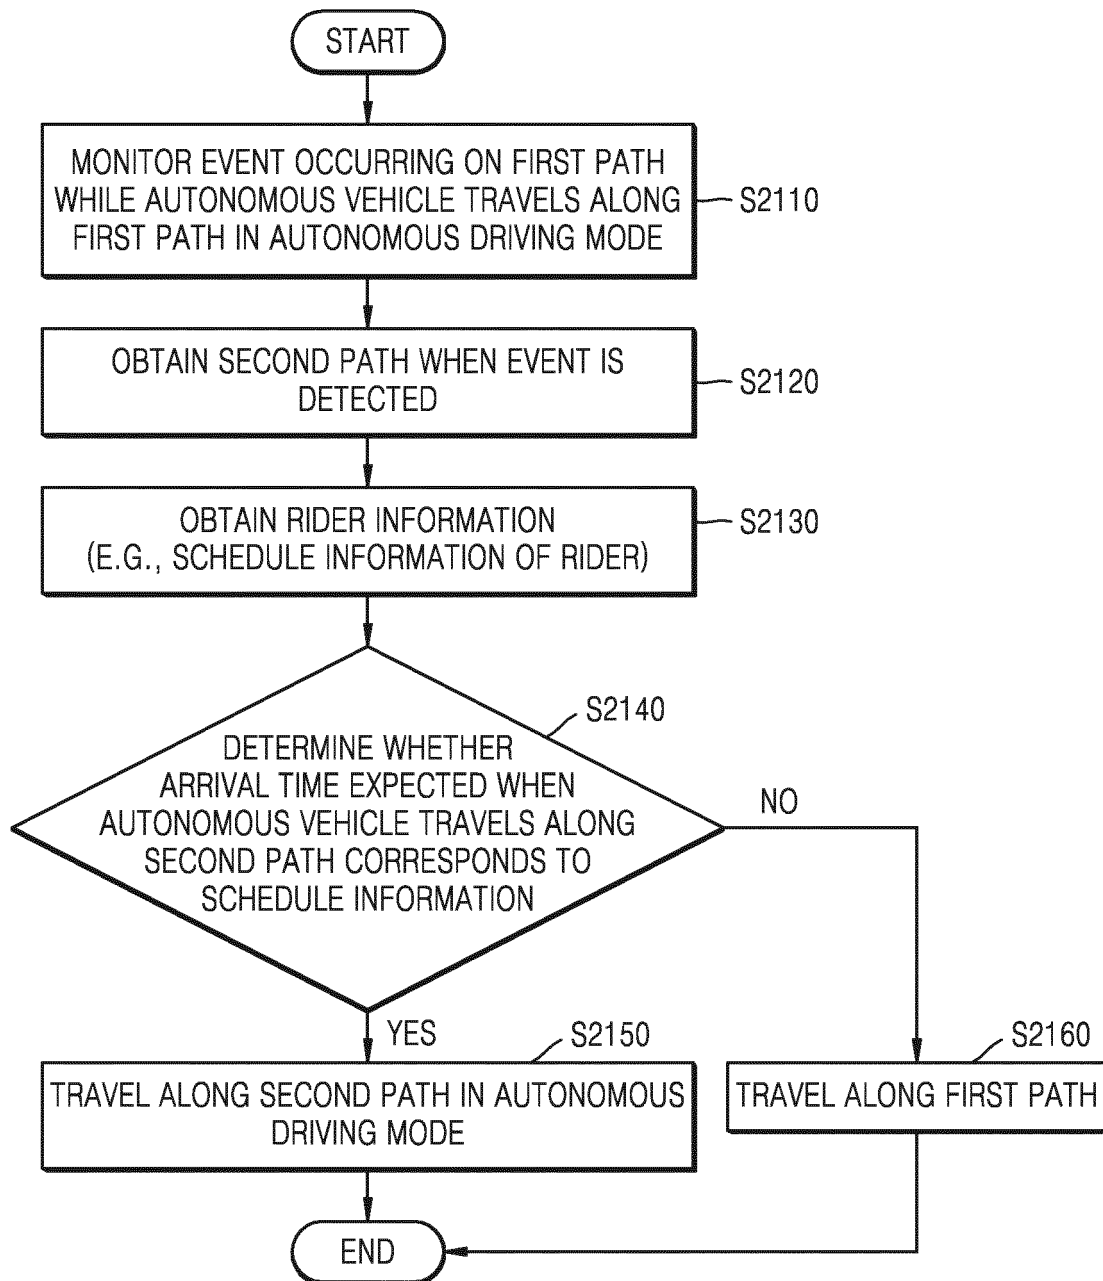 START
MONITOR EVENT OCCURRING ON FIRST PATH
WHILE AUTONOMOUS VEHICLE TRAVELS ALONG
FIRST PATH IN AUTONOMOUS DRIVING MODE
S2110
OBTAIN SECOND PATH WHEN EVENT IS
DETECTED
S2120
OBTAIN RIDER INFORMATION
(E.G., SCHEDULE INFORMATION OF RIDER)
S2130
S2140
DETERMINE WHETHER
ARRIVAL TIME EXPECTED WHEN
AUTONOMOUS VEHICLE TRAVELS ALONG
SECOND PATH CORRESPONDS TO
SCHEDULE INFORMATION
NO
YES
S2150
TRAVEL ALONG SECOND PATH IN AUTONOMOUS
DRIVING MODE
S2160
TRAVEL ALONG FIRST PATH
END